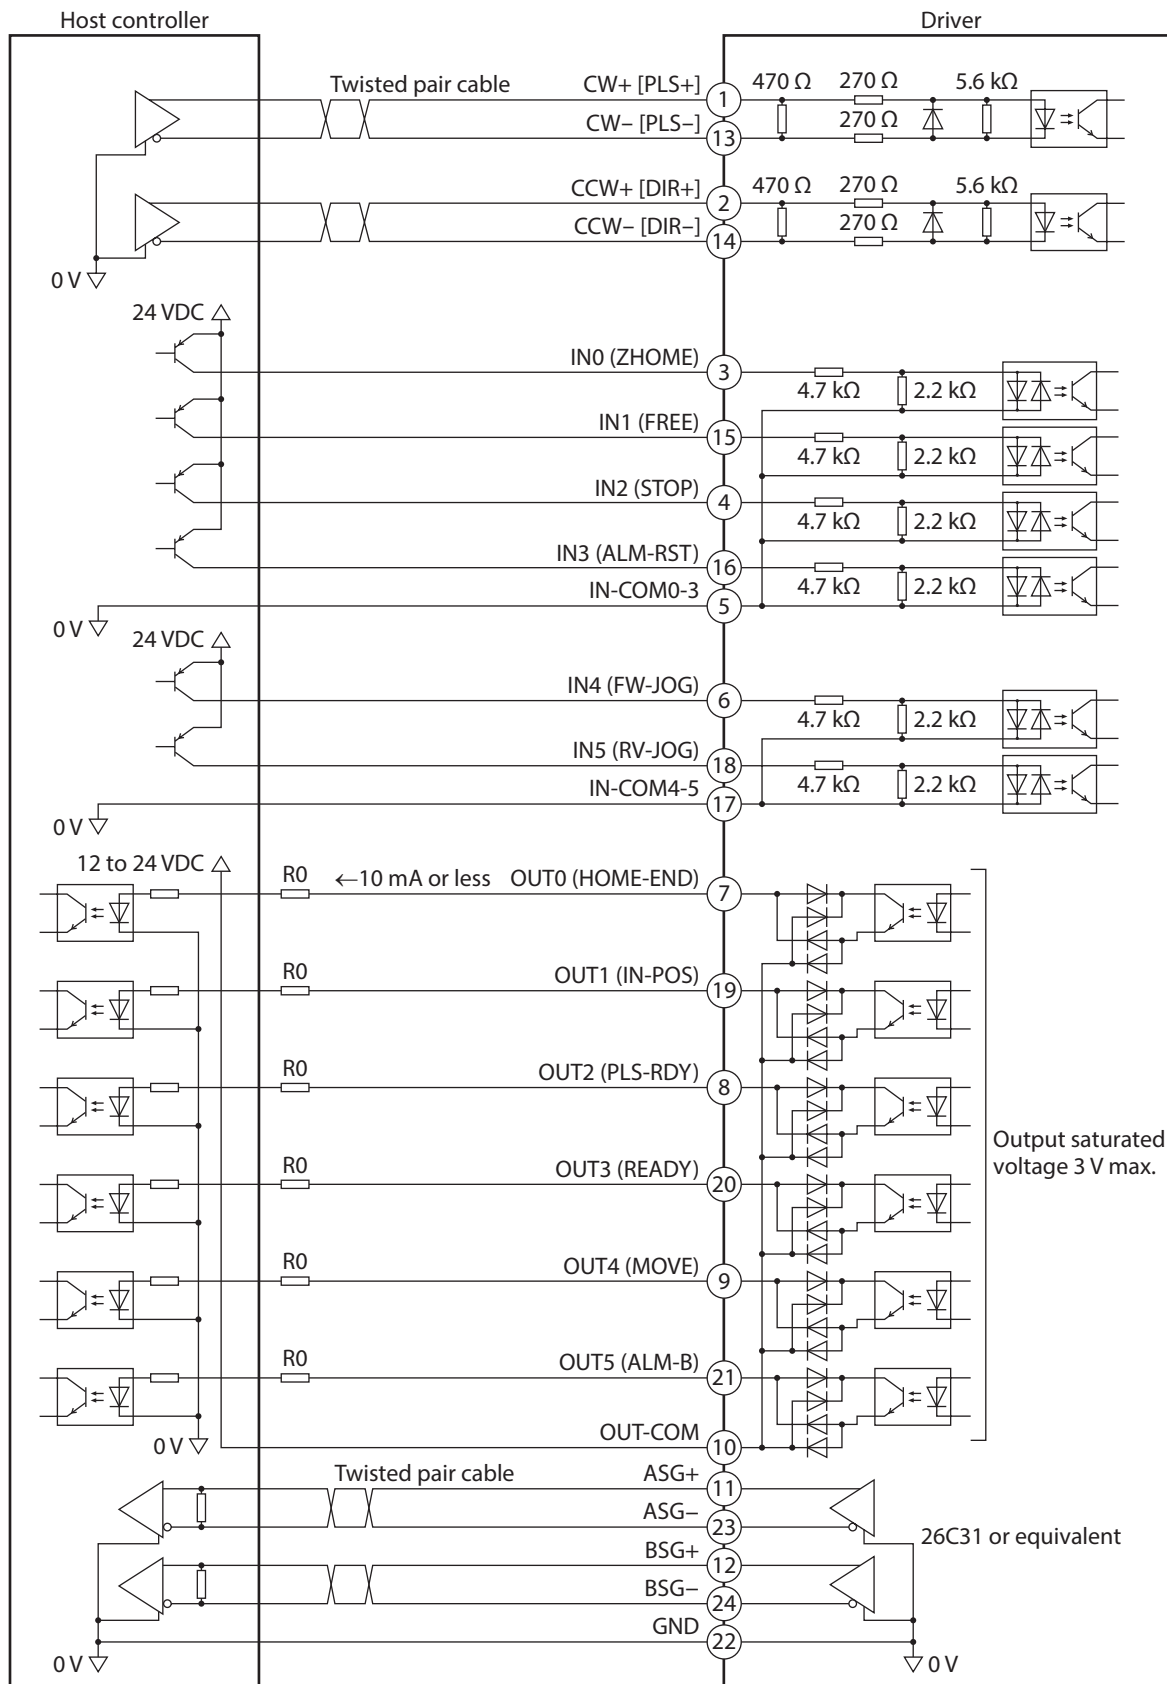 Host controller
Driver
Twisted pair cable
CW+ [PLS+]
1
470 Ω
270 Ω
5.6 kΩ
CW– [PLS–]
13
270 Ω
CCW+ [DIR+]
2
470 Ω
270 Ω
5.6 kΩ
CCW– [DIR–]
14
270 Ω
0 V
24 VDC
IN0 (ZHOME)
3
4.7 kΩ
2.2 kΩ
IN1 (FREE)
15
4.7 kΩ
2.2 kΩ
IN2 (STOP)
4
4.7 kΩ
2.2 kΩ
IN3 (ALM-RST)
16
4.7 kΩ
2.2 kΩ
IN-COM0-3
5
0 V
24 VDC
IN4 (FW-JOG)
6
4.7 kΩ
2.2 kΩ
IN5 (RV-JOG)
18
4.7 kΩ
2.2 kΩ
IN-COM4-5
17
0 V
12 to 24 VDC
R0
←10 mA or less
OUT0 (HOME-END)
7
R0
OUT1 (IN-POS)
19
R0
OUT2 (PLS-RDY)
8
Output saturated
voltage 3 V max.
R0
OUT3 (READY)
20
R0
OUT4 (MOVE)
9
R0
OUT5 (ALM-B)
21
0 V
OUT-COM
10
Twisted pair cable
ASG+
11
ASG–
23
26C31 or equivalent
BSG+
12
BSG–
24
GND
22
0 V
0 V